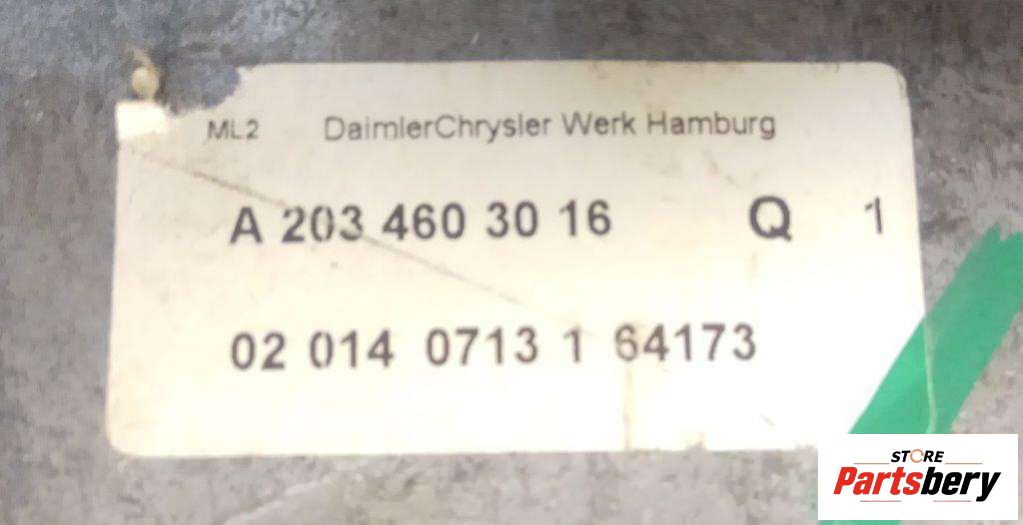 ML2 DaimlerChrysler Werk Hamburg
A 203 460 30 16 Q 1
02 014 0713 1 64173
STORE
Partsbery